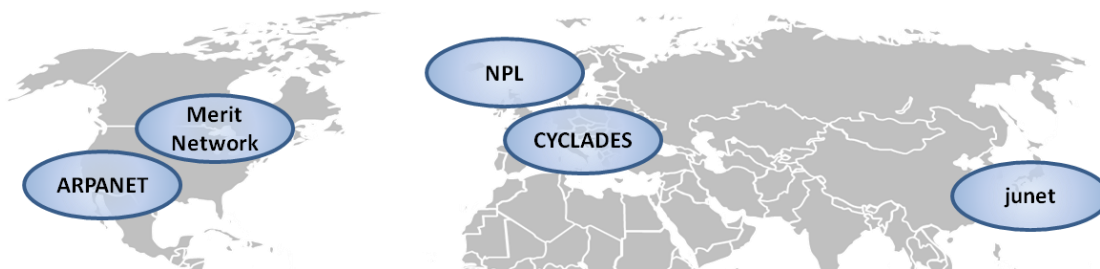 NPL
Merit
Network
CYCLADES
ARPANET
junet